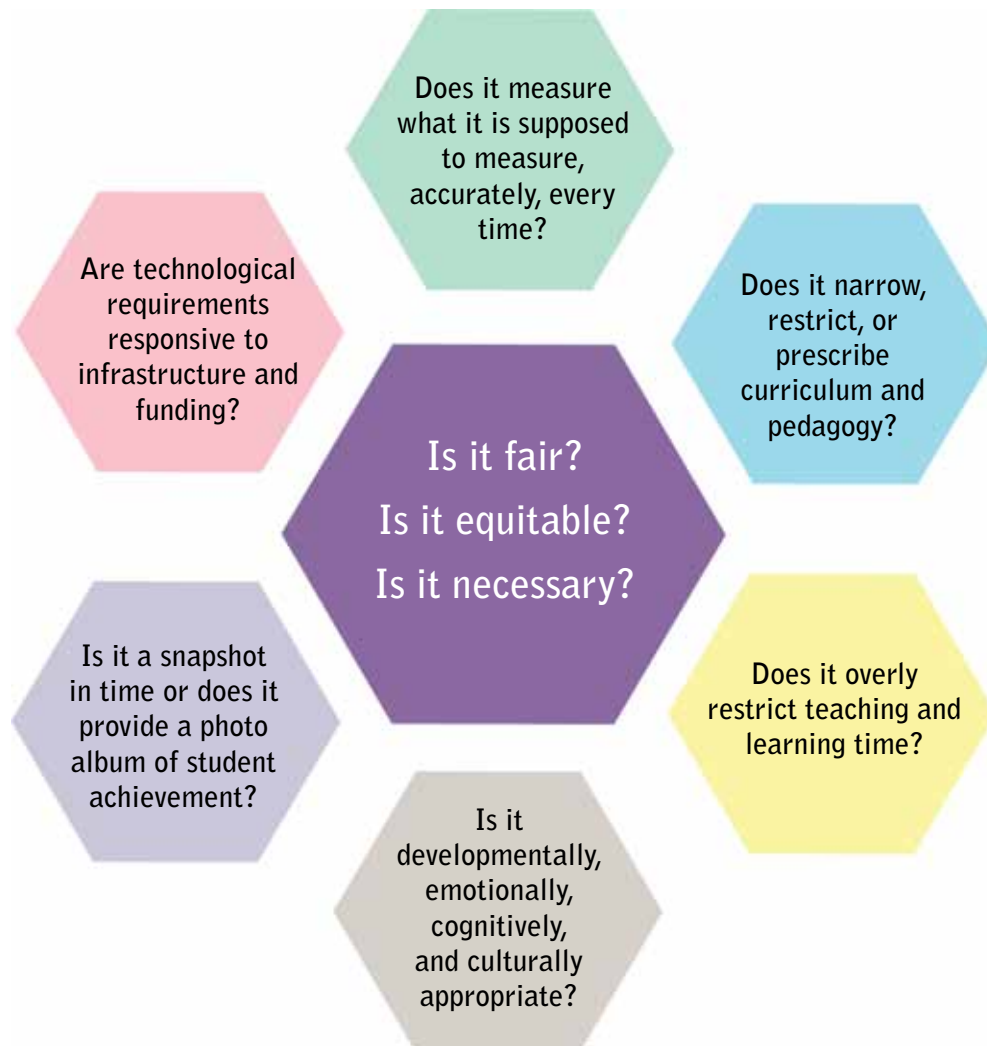 Does it measure
what it is supposed
to measure,
accurately, every
time?
Are technological
requirements
responsive to
infrastructure and
funding?
Does it narrow,
restrict, or
prescribe
curriculum and
pedagogy?
Is it fair?
Is it equitable?
Is it necessary?
Is it a snapshot
in time or does it
provide a photo
album of student
achievement?
Does it overly
restrict teaching and
learning time?
Is it
developmentally,
emotionally,
cognitively,
and culturally
appropriate?